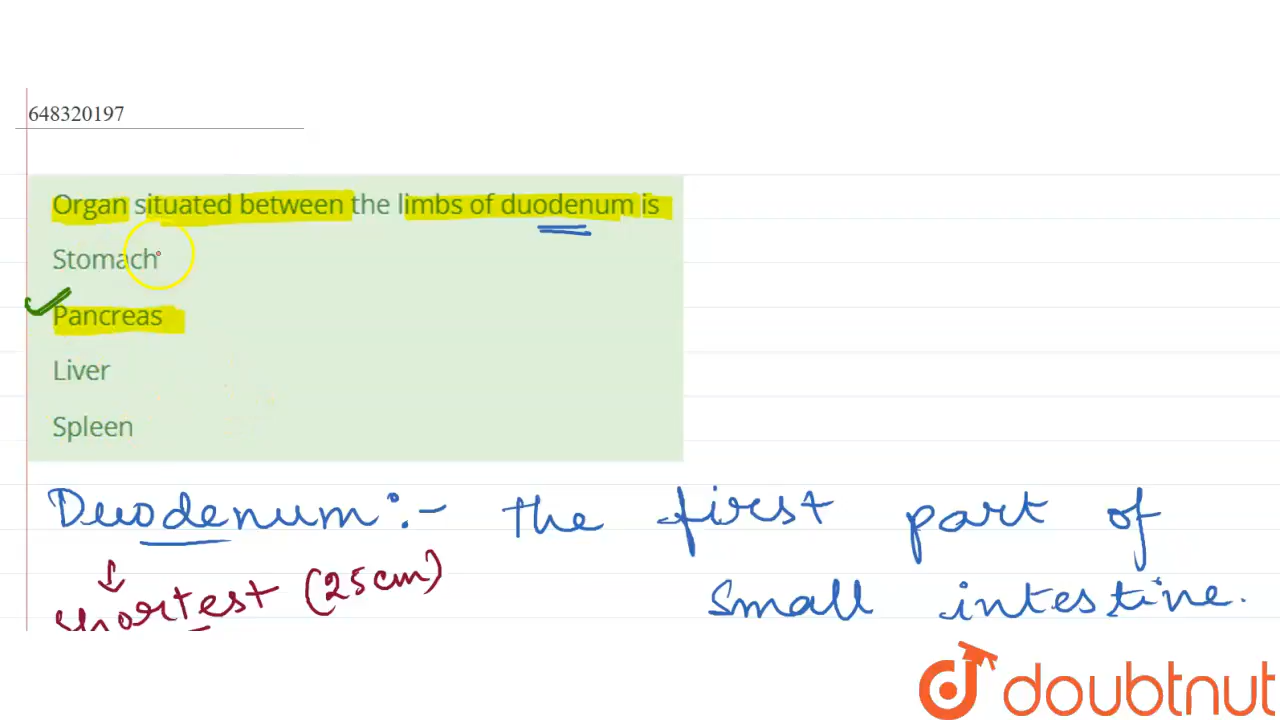 648320197
Organ situated between the limbs of duodenum is
Stomach
Pancreas
Liver
Spleen
Duodenum :- the first part of
small intestine.
shortest (25cm)
doubtnut